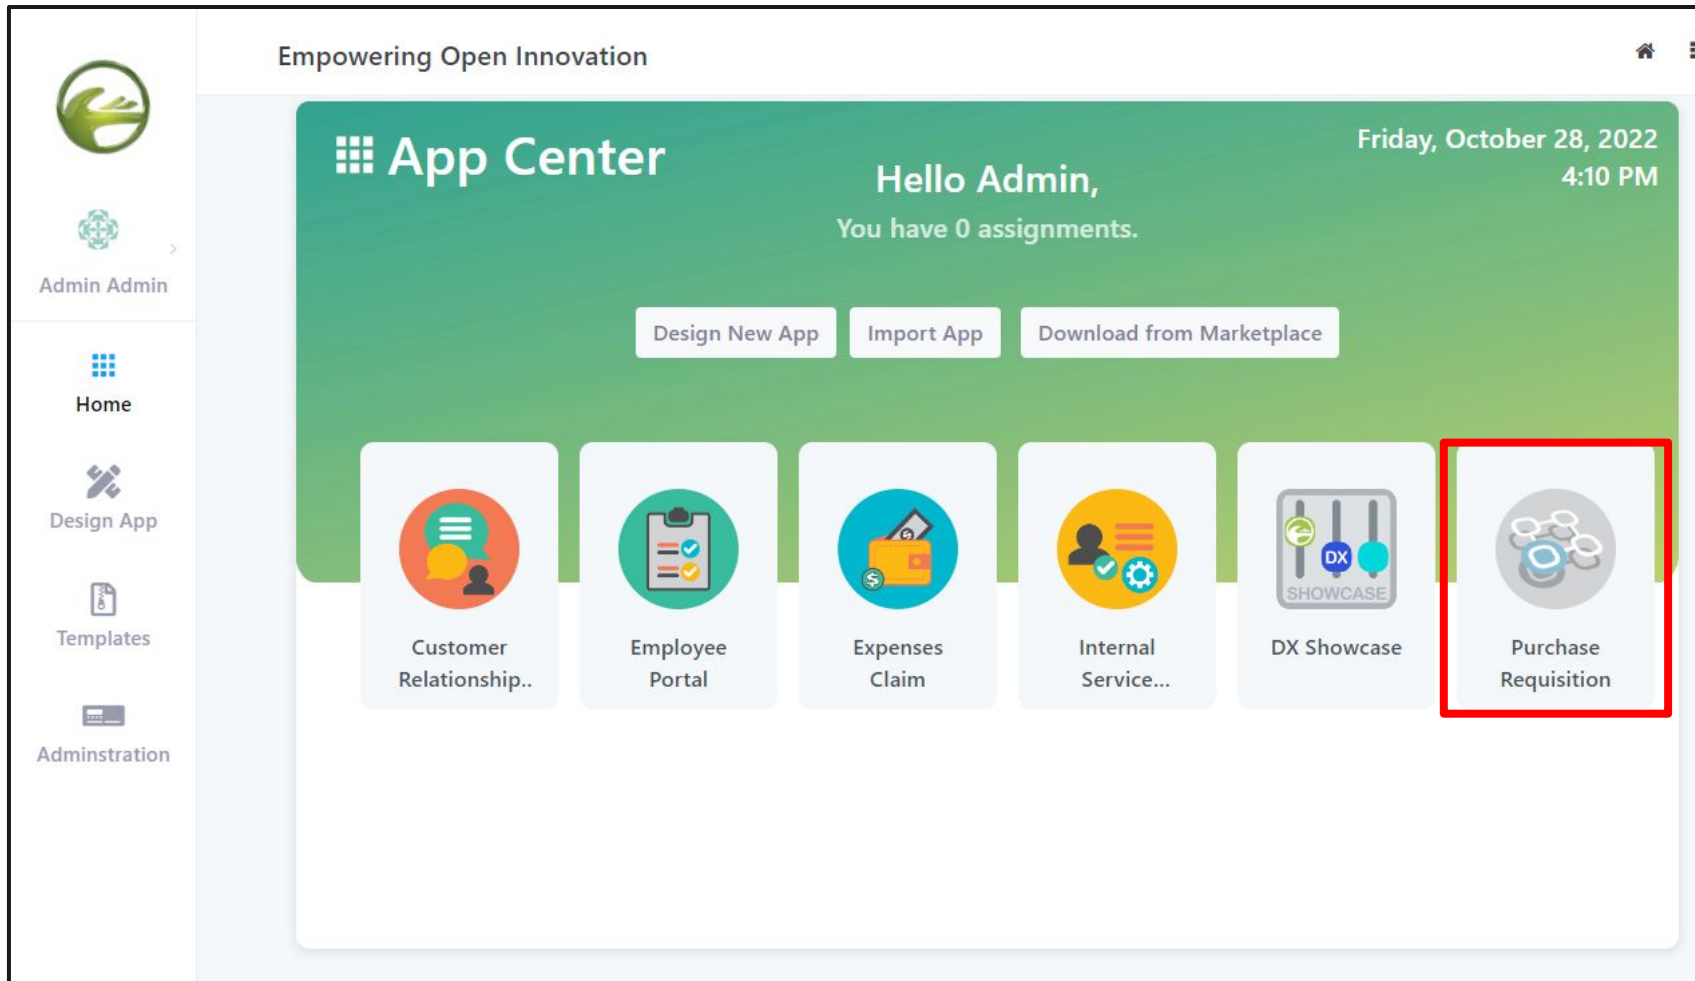 Empowering Open Innovation
App Center
Friday, October 28, 2022
4:10 PM
Hello Admin,
You have 0 assignments.
Admin Admin
Design New App
Import App
Download from Marketplace
Home
Design App
Templates
Adminstration
DX
SHOWCASE
Customer
Relationship..
Employee
Portal
Expenses
Claim
Internal
Service...
DX Showcase
Purchase
Requisition